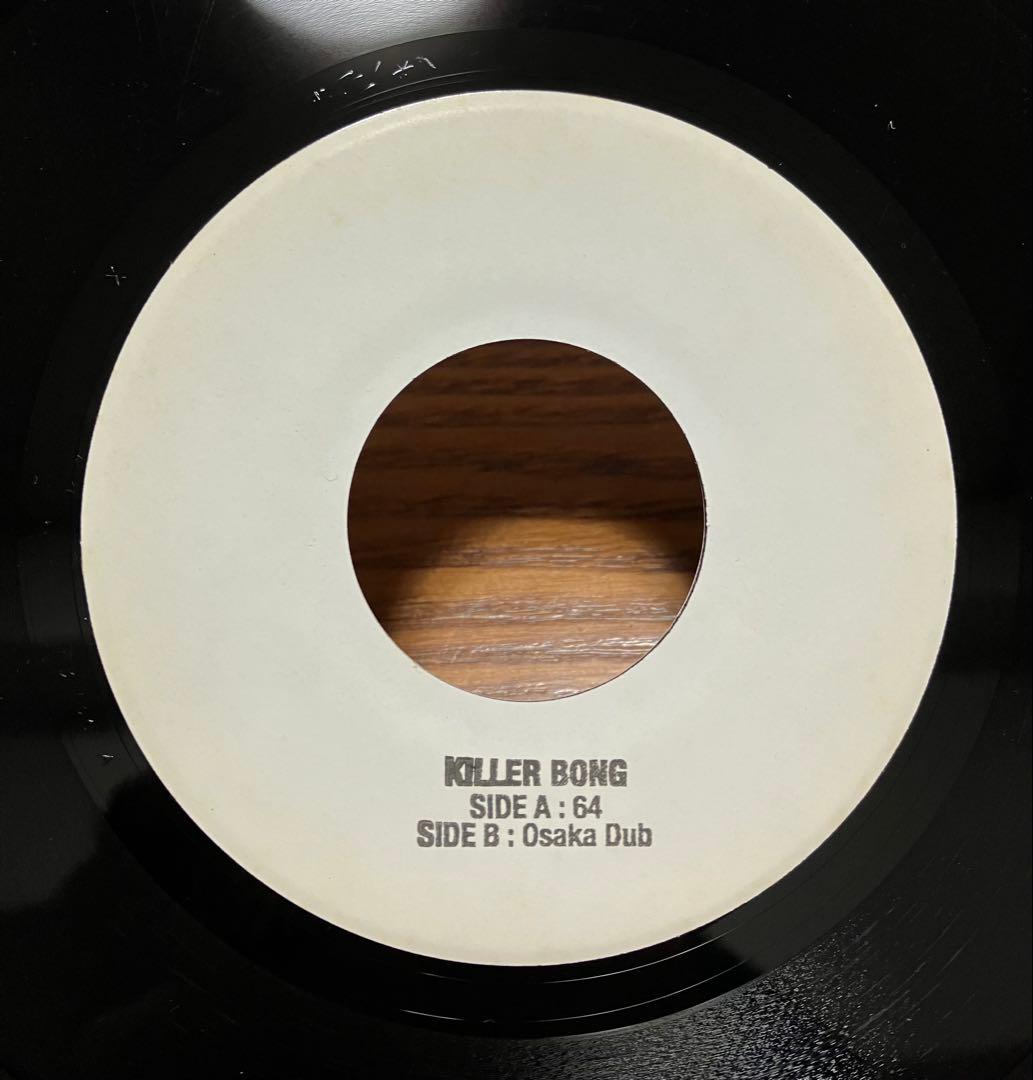 KILLER BONG
SIDE A : 64
SIDE B : Osaka Dub